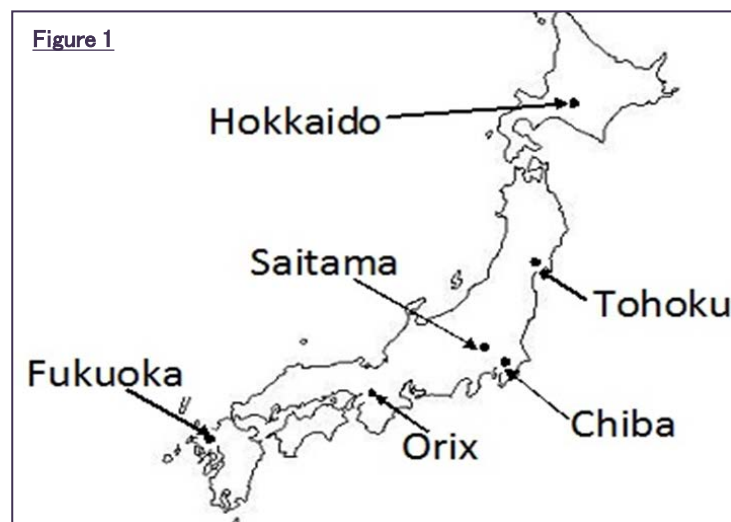 Figure 1
Hokkaido
Saitama
Tohoku
Fukuoka
Chiba
Orix